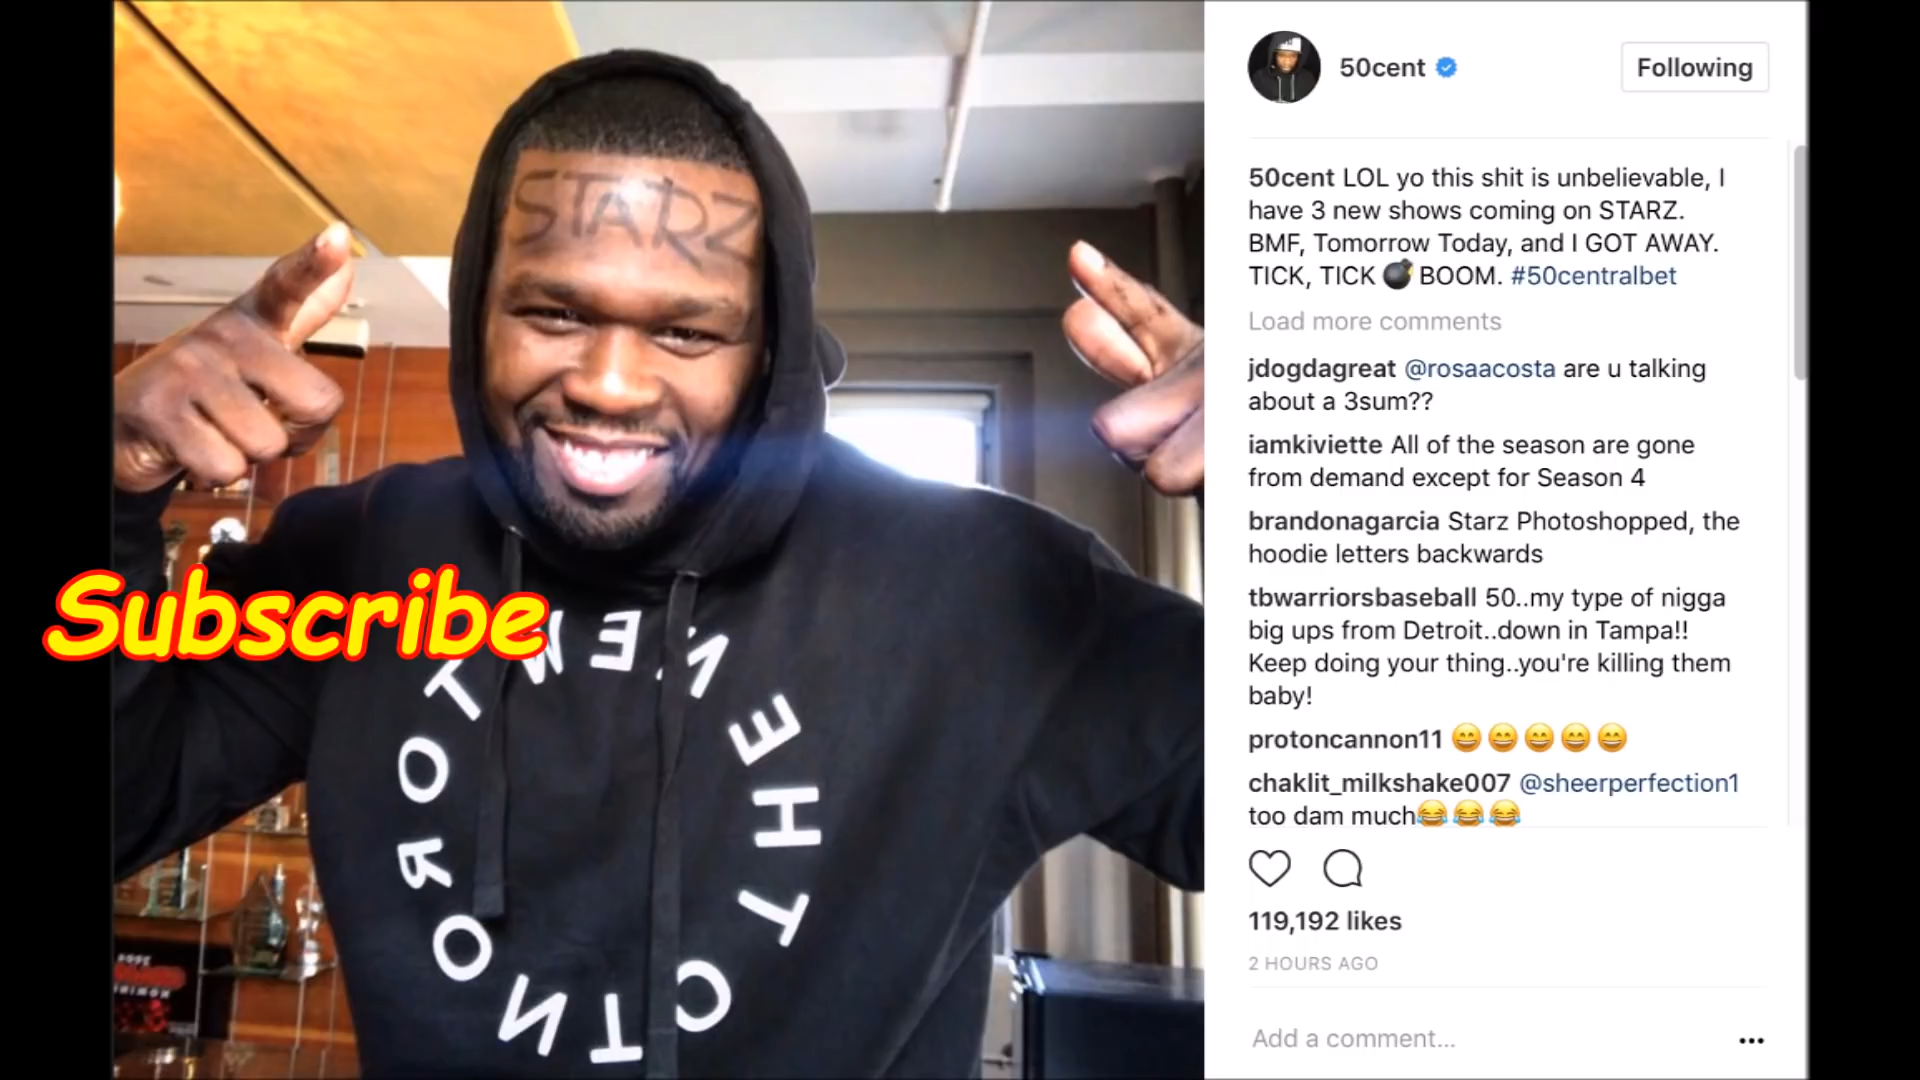 STARZ
Subscribe
NEW
THE
TORONTO
50cent
Following
50cent LOL yo this shit is unbelievable, I
have 3 new shows coming on STARZ.
BMF, Tomorrow Today, and I GOT AWAY.
TICK, TICK 💣 BOOM. #50centralbet
Load more comments
jdogdagreat @rosaacosta are u talking
about a 3sum??
iamkiviette All of the season are gone
from demand except for Season 4
brandonagarcia Starz Photoshopped, the
hoodie letters backwards
tbwarriorsbaseball 50..my type of nigga
big ups from Detroit..down in Tampa!!
Keep doing your thing..you're killing them
baby!
protoncannon11 😄😄😄😄😄
chaklit_milkshake007 @sheerperfection1
too dam much😂😂😂
119,192 likes
2 HOURS AGO
Add a comment...